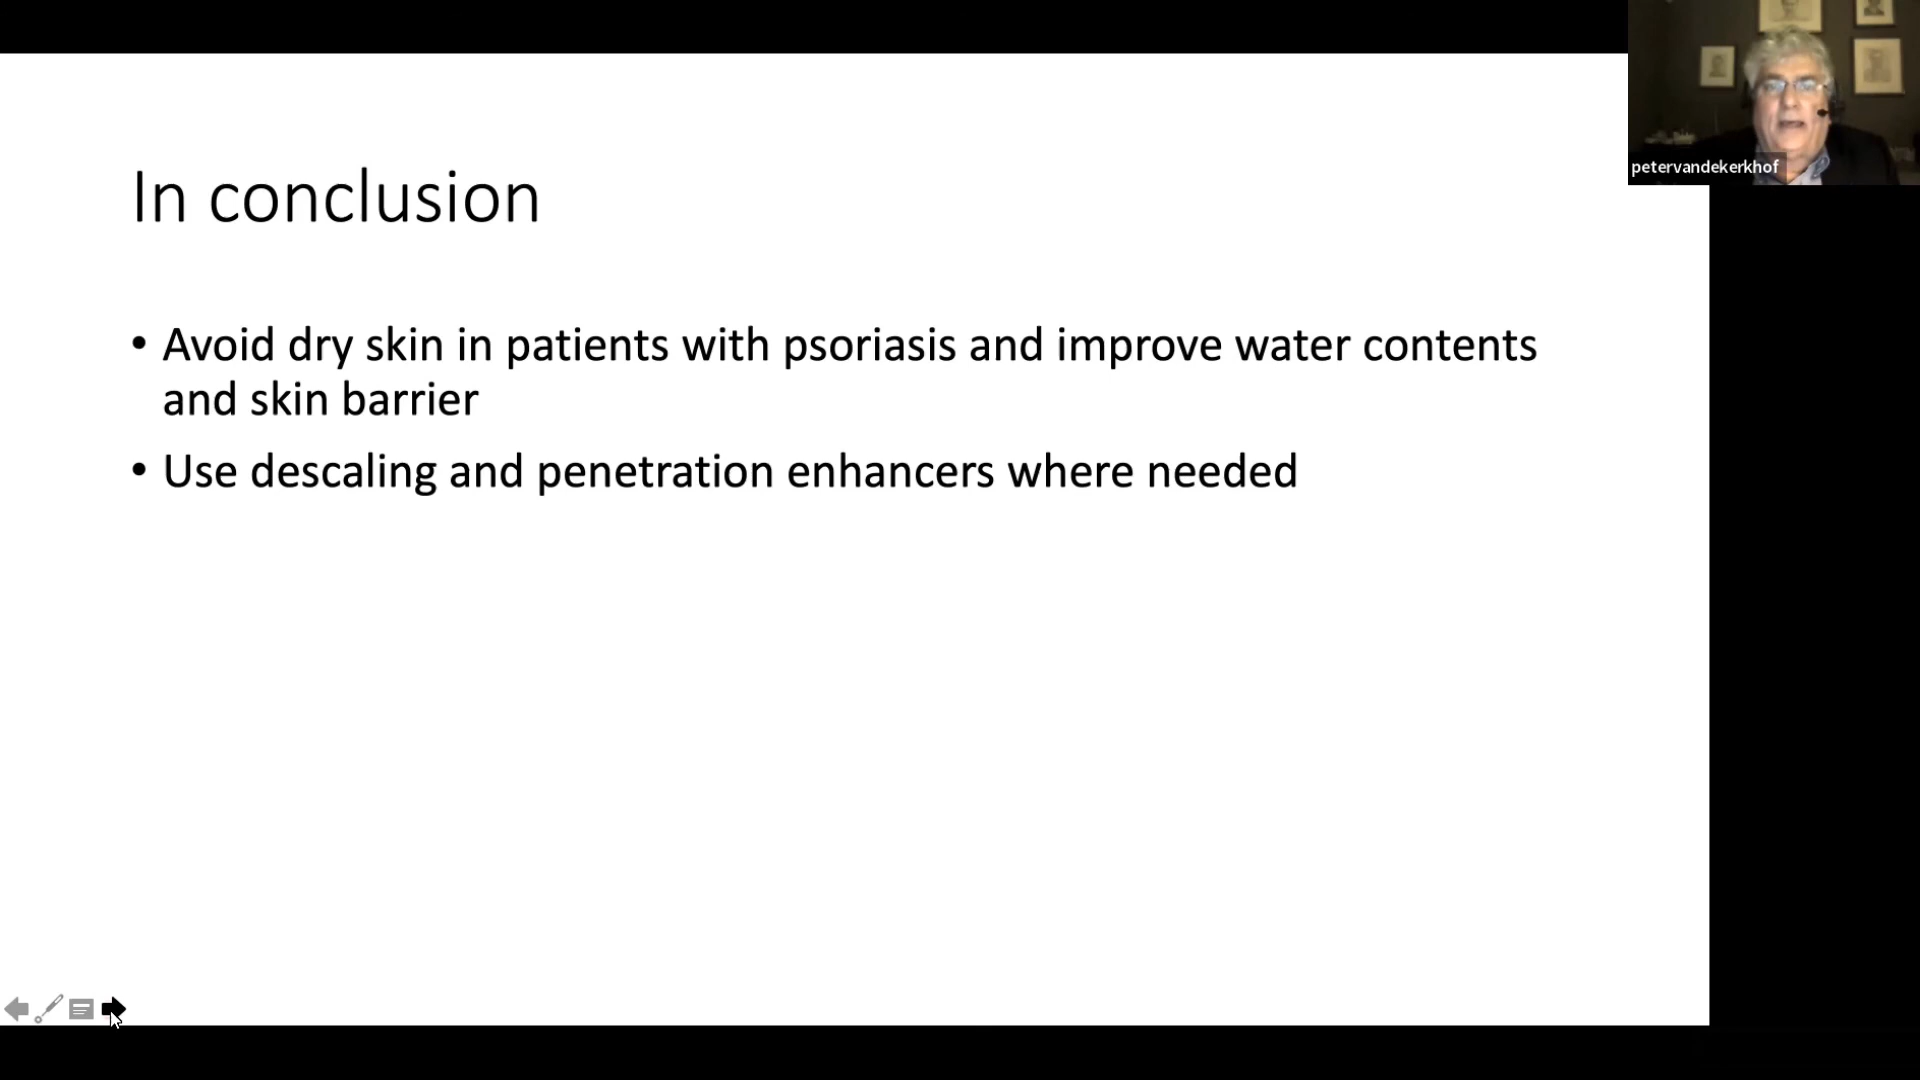 In conclusion
• Avoid dry skin in patients with psoriasis and improve water contents
and skin barrier
• Use descaling and penetration enhancers where needed
petervandekerkhof